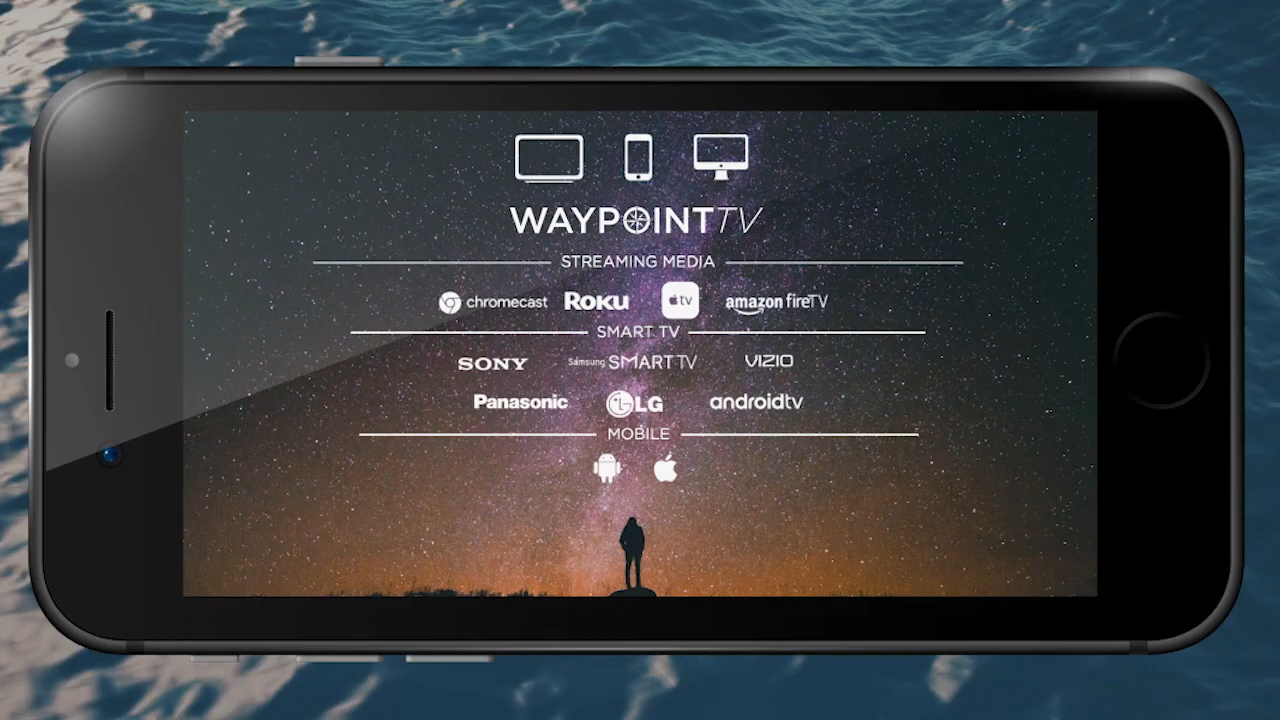 WAYPOINTTV
STREAMING MEDIA
chromecast Roku tv amazon fireTV
SMART TV
SONY Samsung SMART TV VIZIO
Panasonic LG androidtv
MOBILE